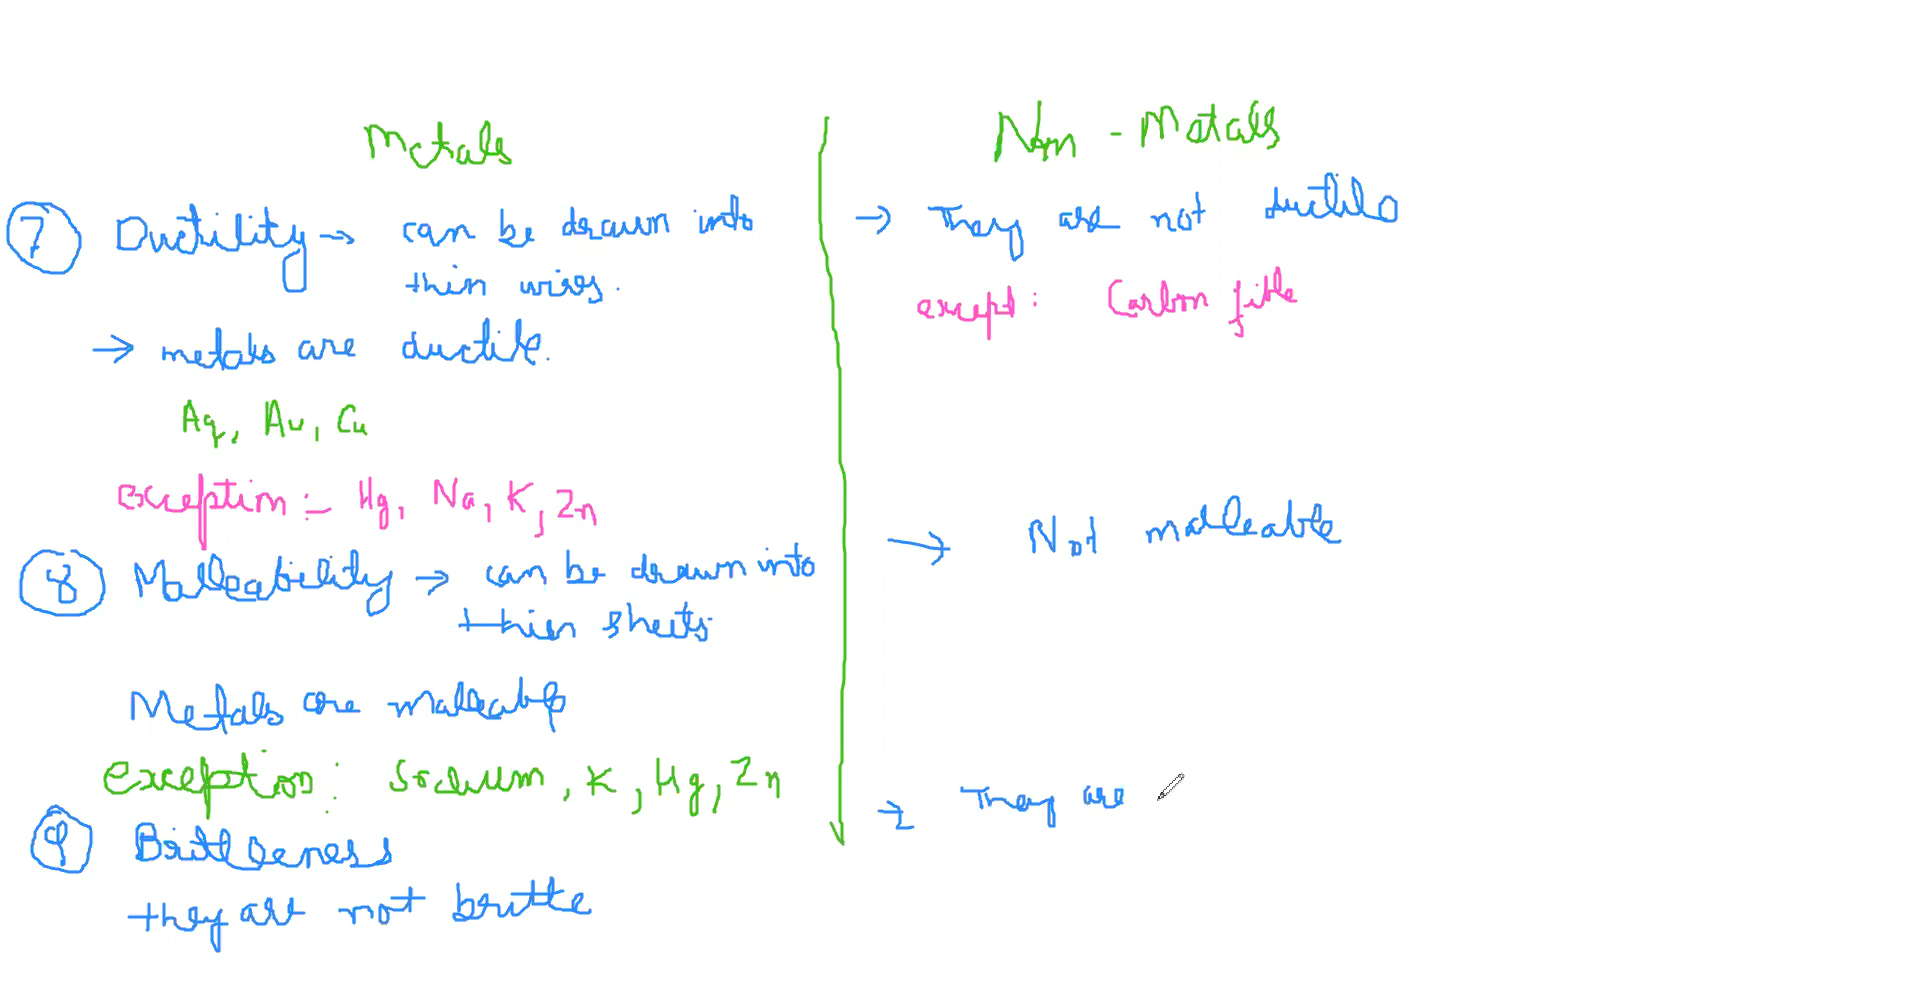 Metals
7 Ductility → can be drawn into
thin wires.
→ metals are ductile.
Ag, Au, Cu
exception :- Hg, Na, K, Zn
8 Malleability → can be drawn into
thin sheets
Metals are malleable
exception : Sodium, K, Hg, Zn
9 Brittleness
they are not brittle
Non - Metals
→ They are not ductile
except : Carbon fible
→ Not malleable
→ They are